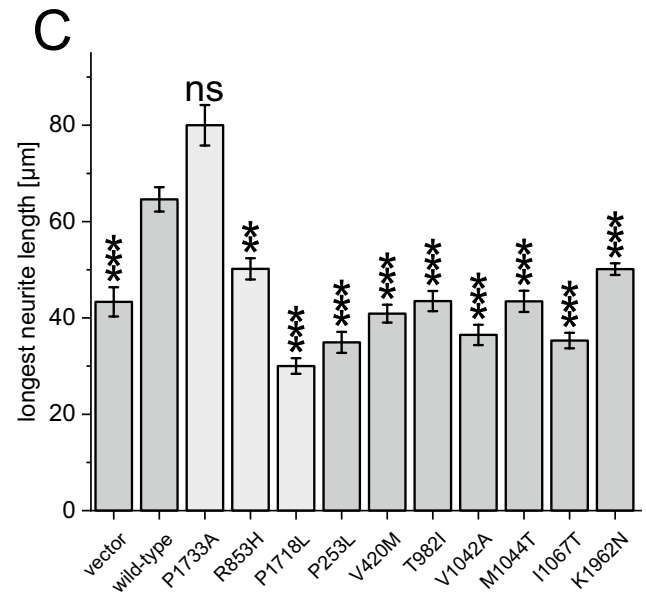 C
ns
longest neurite length [µm]
80
60
40
20
0
***
**
***
***
***
***
***
***
***
***
vector
wild-type
P1733A
R853H
P1718L
P253L
V420M
T982I
V1042A
M1044T
I1067T
K1962N